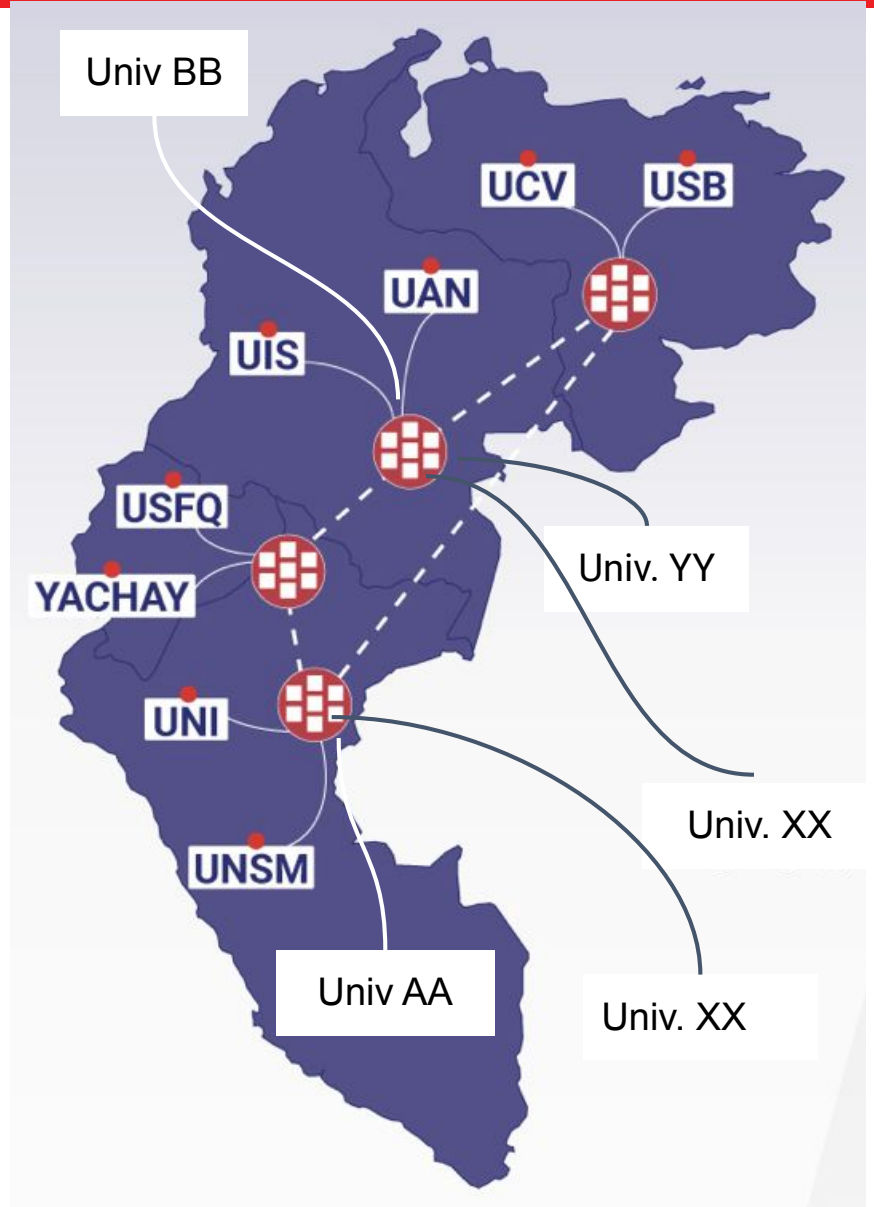 Univ BB
UCV
USB
UAN
UIS
USFQ
Univ. YY
YACHAY
UNI
Univ. XX
UNSM
Univ AA
Univ. XX